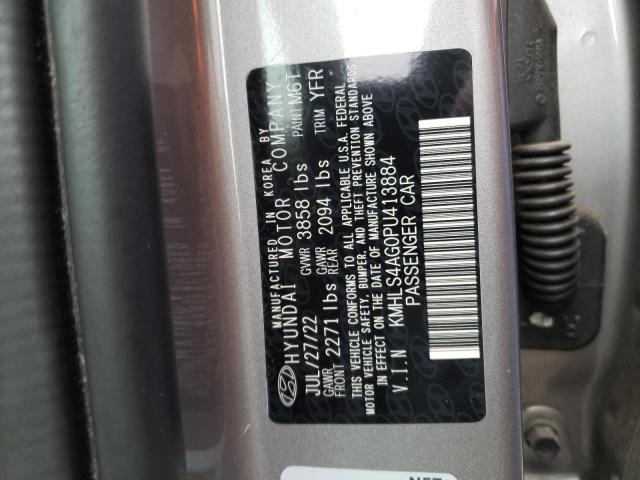 MANUFACTURED IN KOREA BY
HYUNDAI MOTOR COMPANY
JUL/27/22 GVWR 3858 lbs PAINT M6T
GAWR FRONT 2271lbs GAWR REAR 2094 lbs TRIM YFR
THIS VEHICLE CONFORMS TO ALL APPLICABLE U.S.A. FEDERAL
MOTOR VEHICLE SAFETY, BUMPER, AND THEFT PREVENTION STANDARDS
IN EFFECT ON THE DATE OF MANUFACTURE SHOWN ABOVE
V.I.N KMHLS4AG0PU413884
PASSENGER CAR